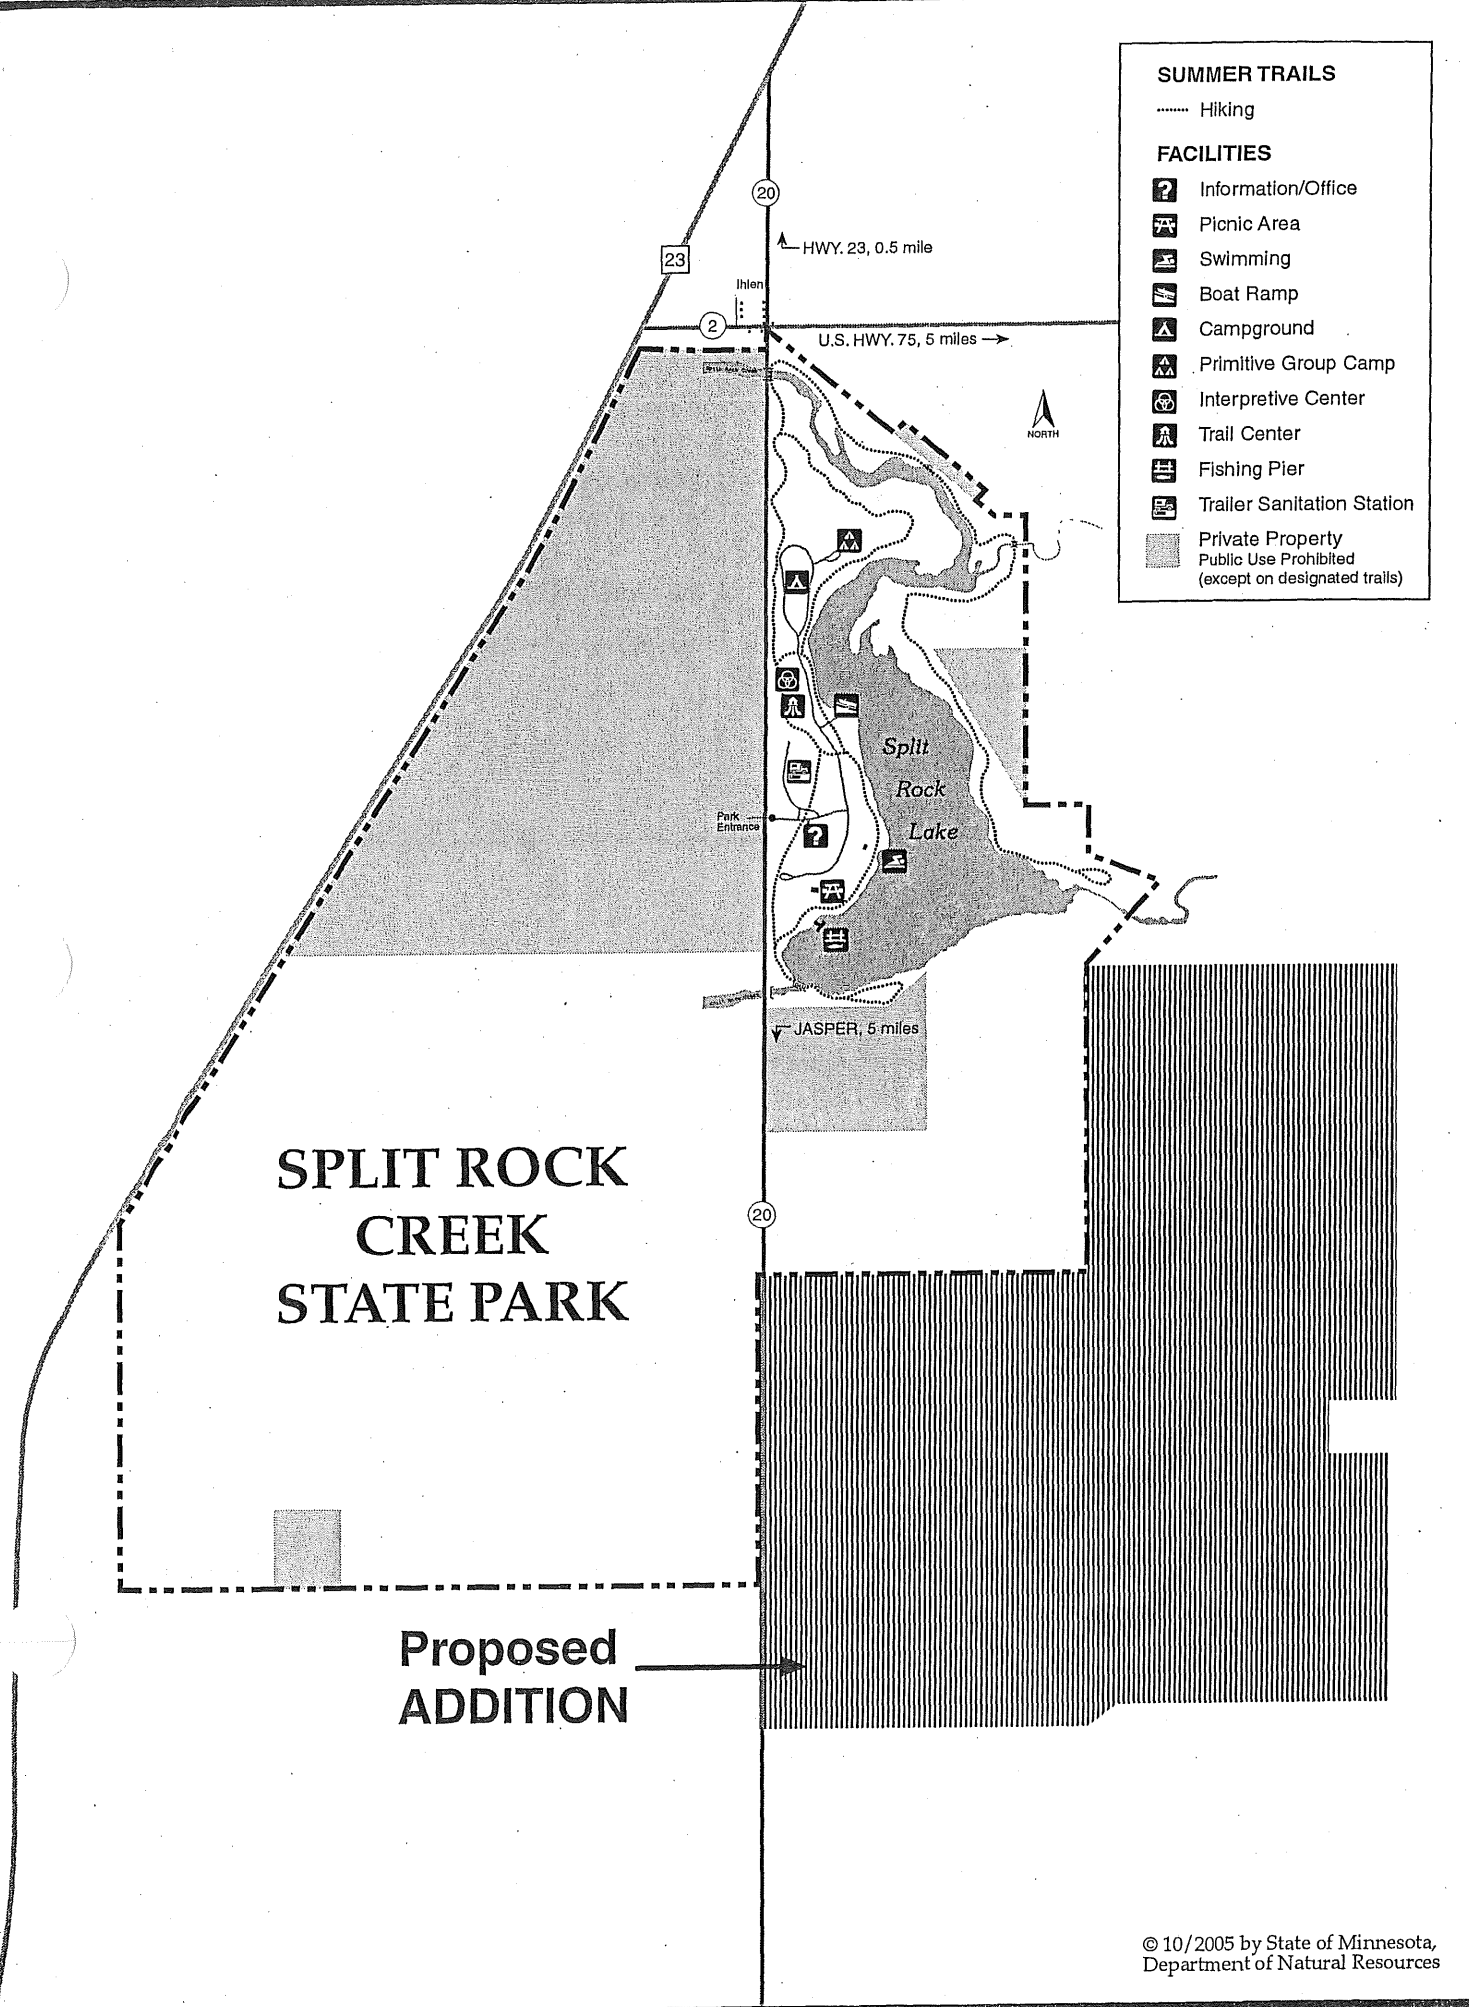 SUMMER TRAILS
Hiking
FACILITIES
? Information/Office
Picnic Area
Swimming
Boat Ramp
Campground
Primitive Group Camp
Interpretive Center
Trail Center
Fishing Pier
Trailer Sanitation Station
Private Property
Public Use Prohibited
(except on designated trails)
20
HWY. 23, 0.5 mile
23
Ihlen
2
U.S. HWY. 75, 5 miles
NORTH
Split
Rock
Lake
Park
Entrance
?
JASPER, 5 miles
SPLIT ROCK
CREEK
STATE PARK
20
Proposed
ADDITION
© 10/2005 by State of Minnesota,
Department of Natural Resources